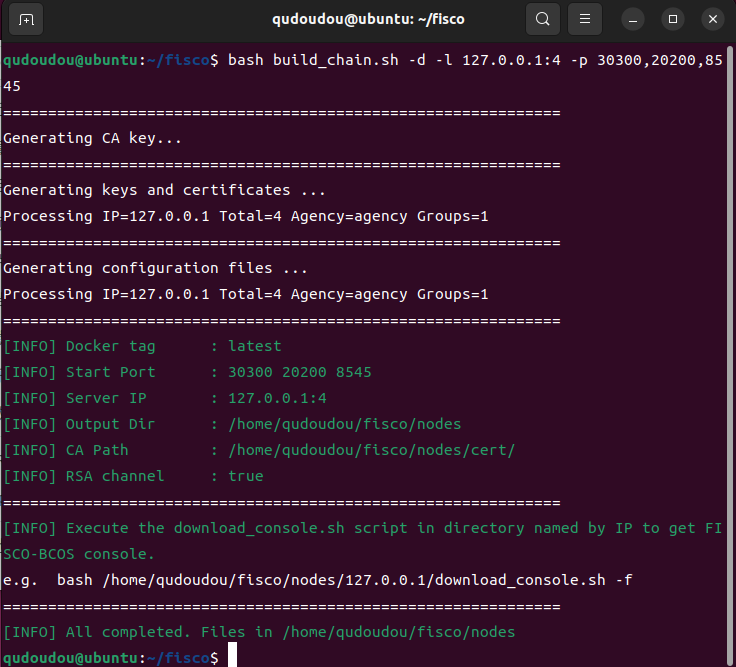 qudoudou@ubuntu: ~/fisco
qudoudou@ubuntu:~/fisco$ bash build_chain.sh -d -l 127.0.0.1:4 -p 30300,20200,85
45
==============================================================
Generating CA key...
==============================================================
Generating keys and certificates ...
Processing IP=127.0.0.1 Total=4 Agency=agency Groups=1
==============================================================
Generating configuration files ...
Processing IP=127.0.0.1 Total=4 Agency=agency Groups=1
==============================================================
[INFO] Docker tag      : latest
[INFO] Start Port      : 30300 20200 8545
[INFO] Server IP       : 127.0.0.1:4
[INFO] Output Dir      : /home/qudoudou/fisco/nodes
[INFO] CA Path         : /home/qudoudou/fisco/nodes/cert/
[INFO] RSA channel     : true
==============================================================
[INFO] Execute the download_console.sh script in directory named by IP to get FI
SCO-BCOS console.
e.g.  bash /home/qudoudou/fisco/nodes/127.0.0.1/download_console.sh -f
==============================================================
[INFO] All completed. Files in /home/qudoudou/fisco/nodes
qudoudou@ubuntu:~/fisco$